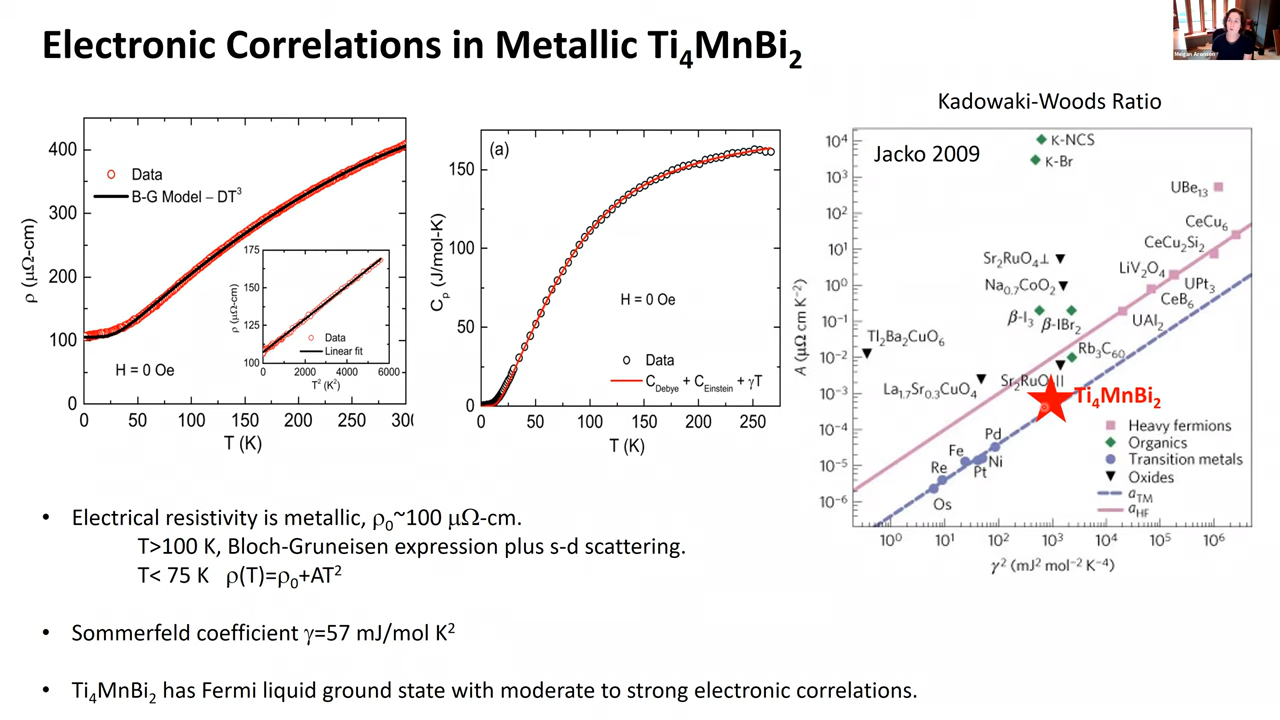 Electronic Correlations in Metallic Ti₄MnBi₂
Megan Aronson
ρ (μΩ-cm)
400
300
200
100
0
Data
B-G Model – DT³
H = 0 Oe
0 50 100 150 200 250 300
T (K)
ρ (μΩ-cm)
175
150
125
100
Data
Linear fit
0 2000 4000 6000
T² (K²)
(a)
Cₚ (J/mol-K)
150
100
50
0
H = 0 Oe
Data
C_Debye + C_Einstein + γT
0 50 100 150 200 250
T (K)
Kadowaki-Woods Ratio
Jacko 2009
A (μΩ cm K⁻²)
10⁴
10³
10²
10¹
10⁰
10⁻¹
10⁻²
10⁻³
10⁻⁴
10⁻⁵
10⁻⁶
κ-NCS
κ-Br
UBe₁₃
CeCu₆
CeCu₂Si₂
Sr₂RuO₄⊥
LiV₂O₄
Na₀.₇CoO₂
UPt₃
CeB₆
β-I₃
β-IBr₂
UAl₂
Tl₂Ba₂CuO₆
Rb₃C₆₀
La₁.₇Sr₀.₃CuO₄
Sr₂RuO
II
Ti₄MnBi₂
Pd
Fe
Ni
Pt
Re
Os
Heavy fermions
Organics
Transition metals
Oxides
a_TM
a_HF
10⁰ 10¹ 10² 10³ 10⁴ 10⁵ 10⁶
γ² (mJ² mol⁻² K⁻⁴)
• Electrical resistivity is metallic, ρ₀~100 μΩ-cm.
T>100 K, Bloch-Gruneisen expression plus s-d scattering.
T< 75 K ρ(T)=ρ₀+AT²
• Sommerfeld coefficient γ=57 mJ/mol K²
• Ti₄MnBi₂ has Fermi liquid ground state with moderate to strong electronic correlations.